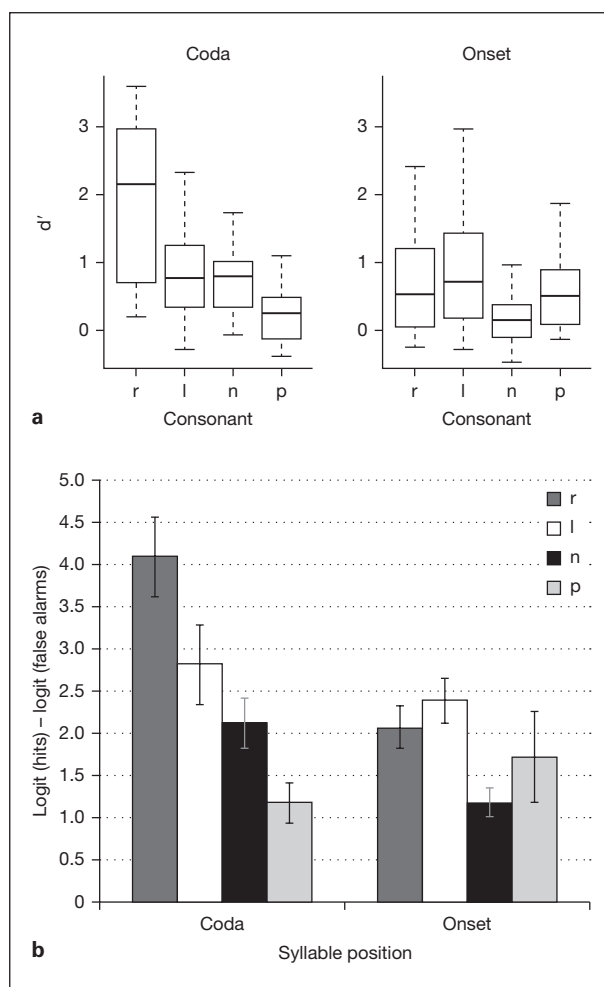 Coda Onset
3 3
2 2
d′
1 1
0 0
r l n p r l n p
a Consonant Consonant
5.0
r
4.5
l
4.0
n
3.5
p
3.0
2.5
2.0
1.5
1.0
0.5
0
Logit (hits) – logit (false alarms)
Coda Onset
b Syllable position